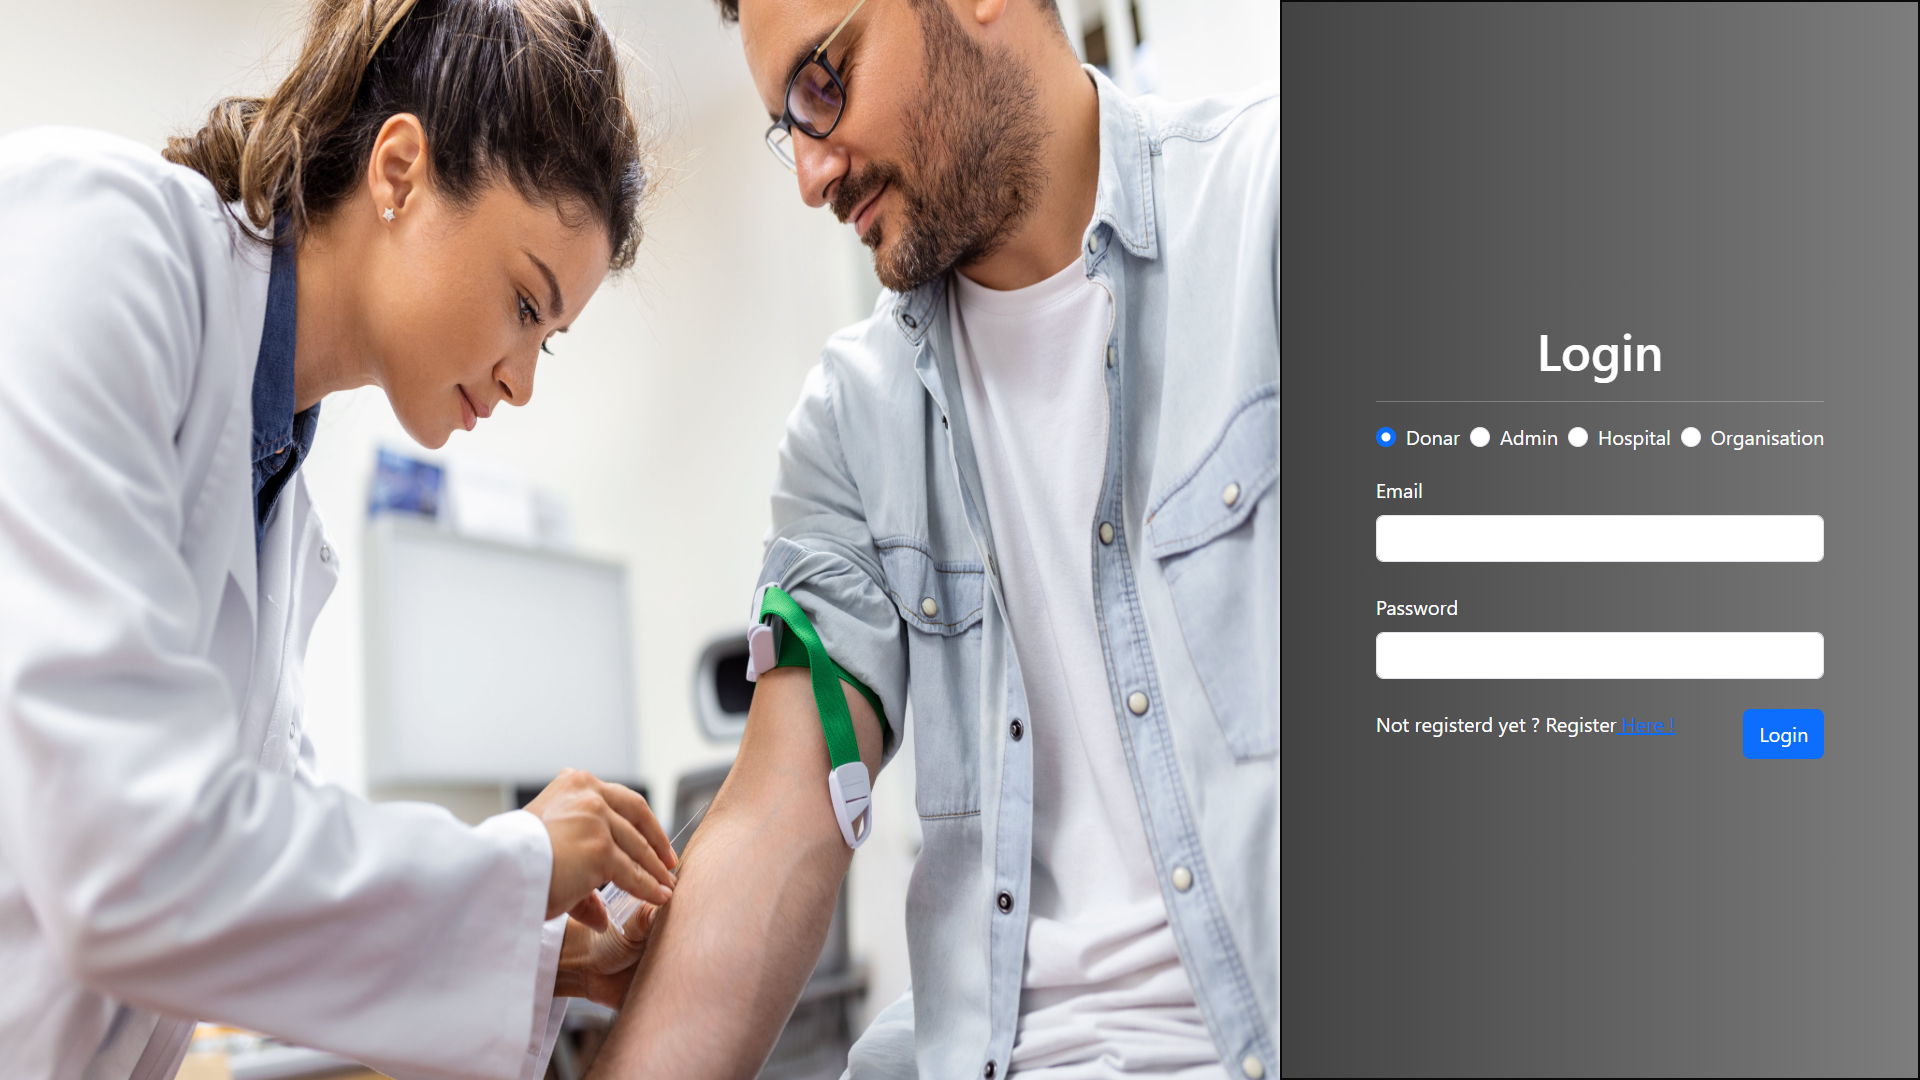 Login
Donar Admin Hospital Organisation
Email
Password
Not registerd yet ? Register Here !
Login